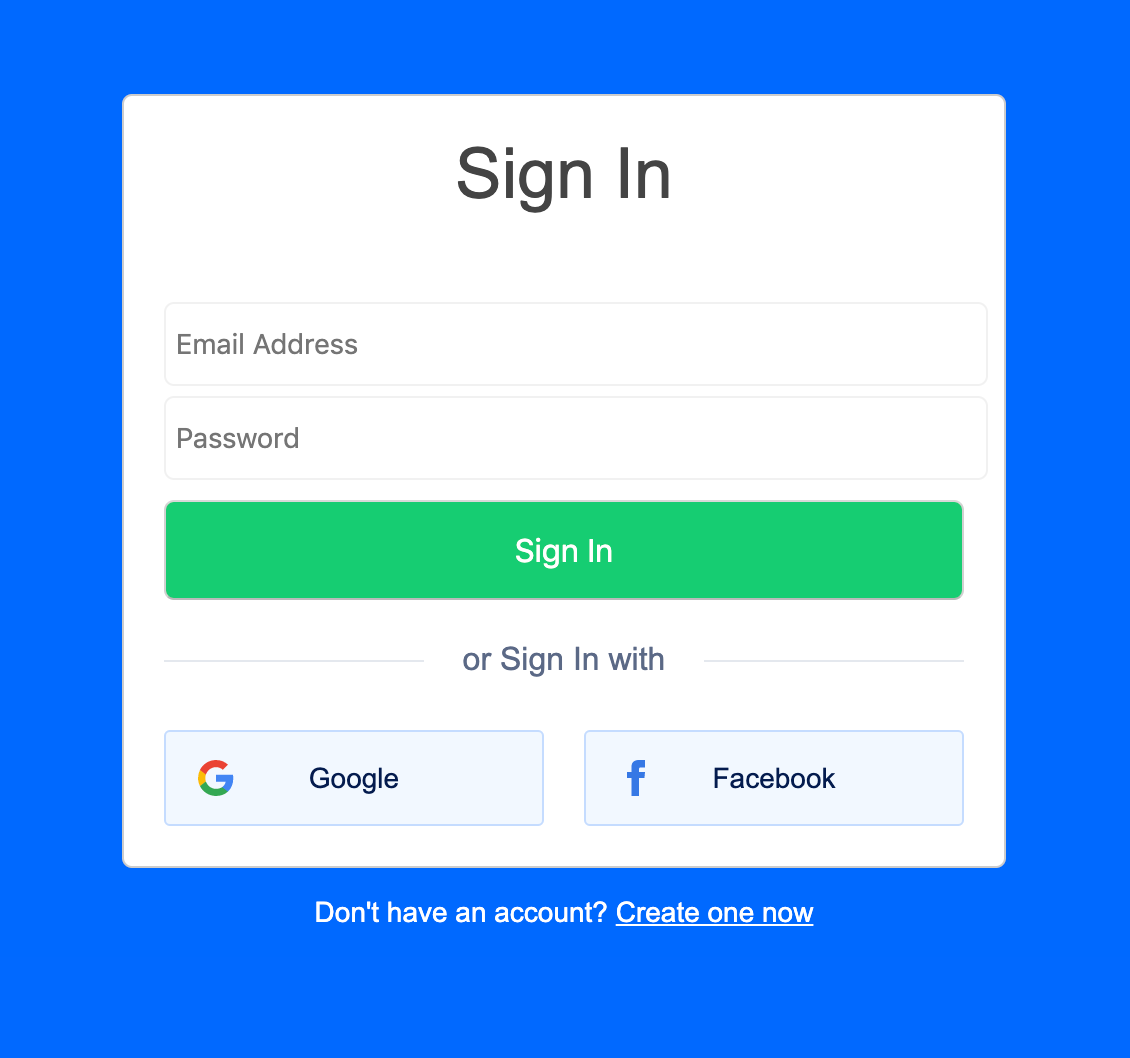 Sign In
Email Address
Password
Sign In
or Sign In with
Google
Facebook
Don't have an account? Create one now